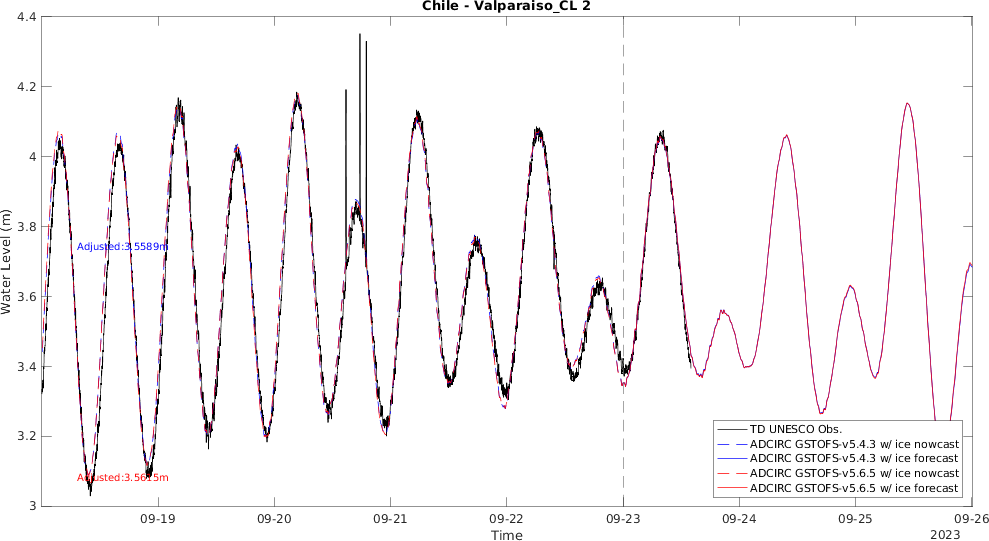 Chile - Valparaiso_CL 2
Water Level (m)
4.4
4.2
4
3.8
3.6
3.4
3.2
3
Adjusted:3.5589m
Adjusted:3.5615m
TD UNESCO Obs.
ADCIRC GSTOFS-v5.4.3 w/ ice nowcast
ADCIRC GSTOFS-v5.4.3 w/ ice forecast
ADCIRC GSTOFS-v5.6.5 w/ ice nowcast
ADCIRC GSTOFS-v5.6.5 w/ ice forecast
09-19 09-20 09-21 09-22 09-23 09-24 09-25 09-26
Time
2023